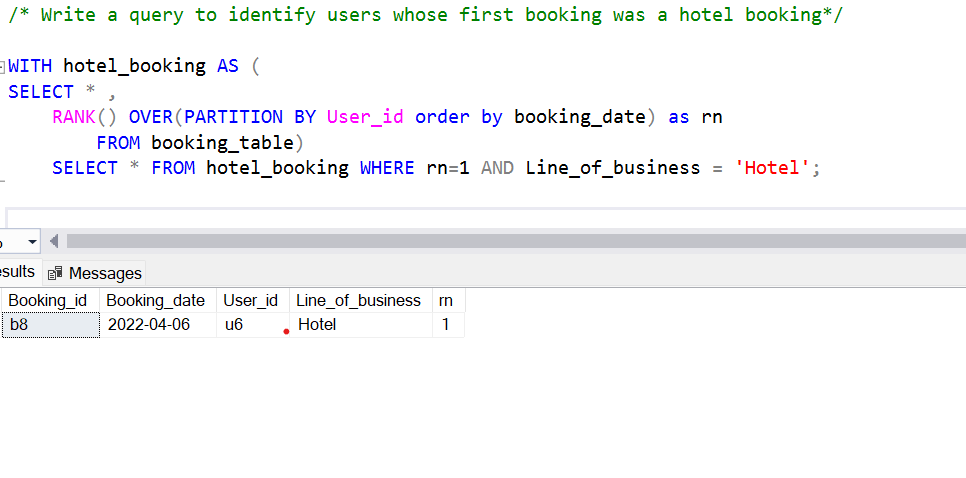 /* Write a query to identify users whose first booking was a hotel booking*/
WITH hotel_booking AS (
SELECT * ,
RANK() OVER(PARTITION BY User_id order by booking_date) as rn
FROM booking_table)
SELECT * FROM hotel_booking WHERE rn=1 AND Line_of_business = 'Hotel';
esults Messages
Booking_id Booking_date User_id Line_of_business rn
b8 2022-04-06 u6 Hotel 1